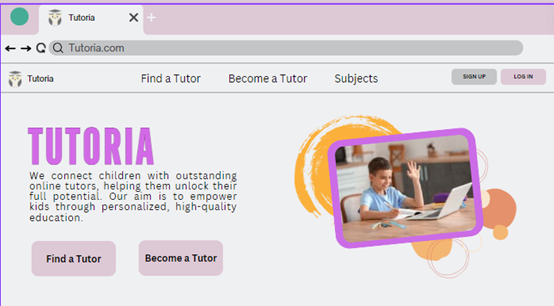 Tutoria
Tutoria.com
Tutoria
Find a Tutor
Become a Tutor
Subjects
SIGN UP
LOG IN
TUTORIA
We connect children with outstanding
online tutors, helping them unlock their
full potential. Our aim is to empower
kids through personalized, high-quality
education.
Find a Tutor
Become a Tutor